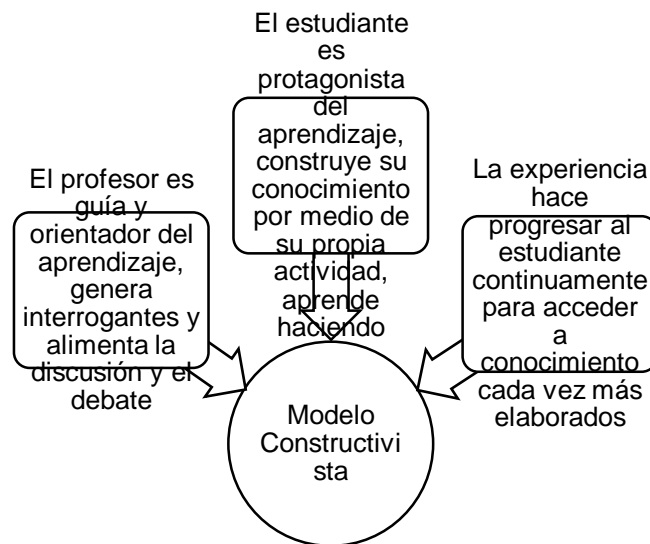 El estudiante
es
protagonista
del
aprendizaje,
construye su
conocimiento
por medio de
su propia
actividad,
aprende
haciendo
El profesor es
guía y
orientador del
aprendizaje,
genera
interrogantes y
alimenta la
discusión y el
debate
La experiencia
hace
progresar al
estudiante
continuamente
para acceder
a
conocimiento
cada vez más
elaborados
Modelo
Constructivi
sta